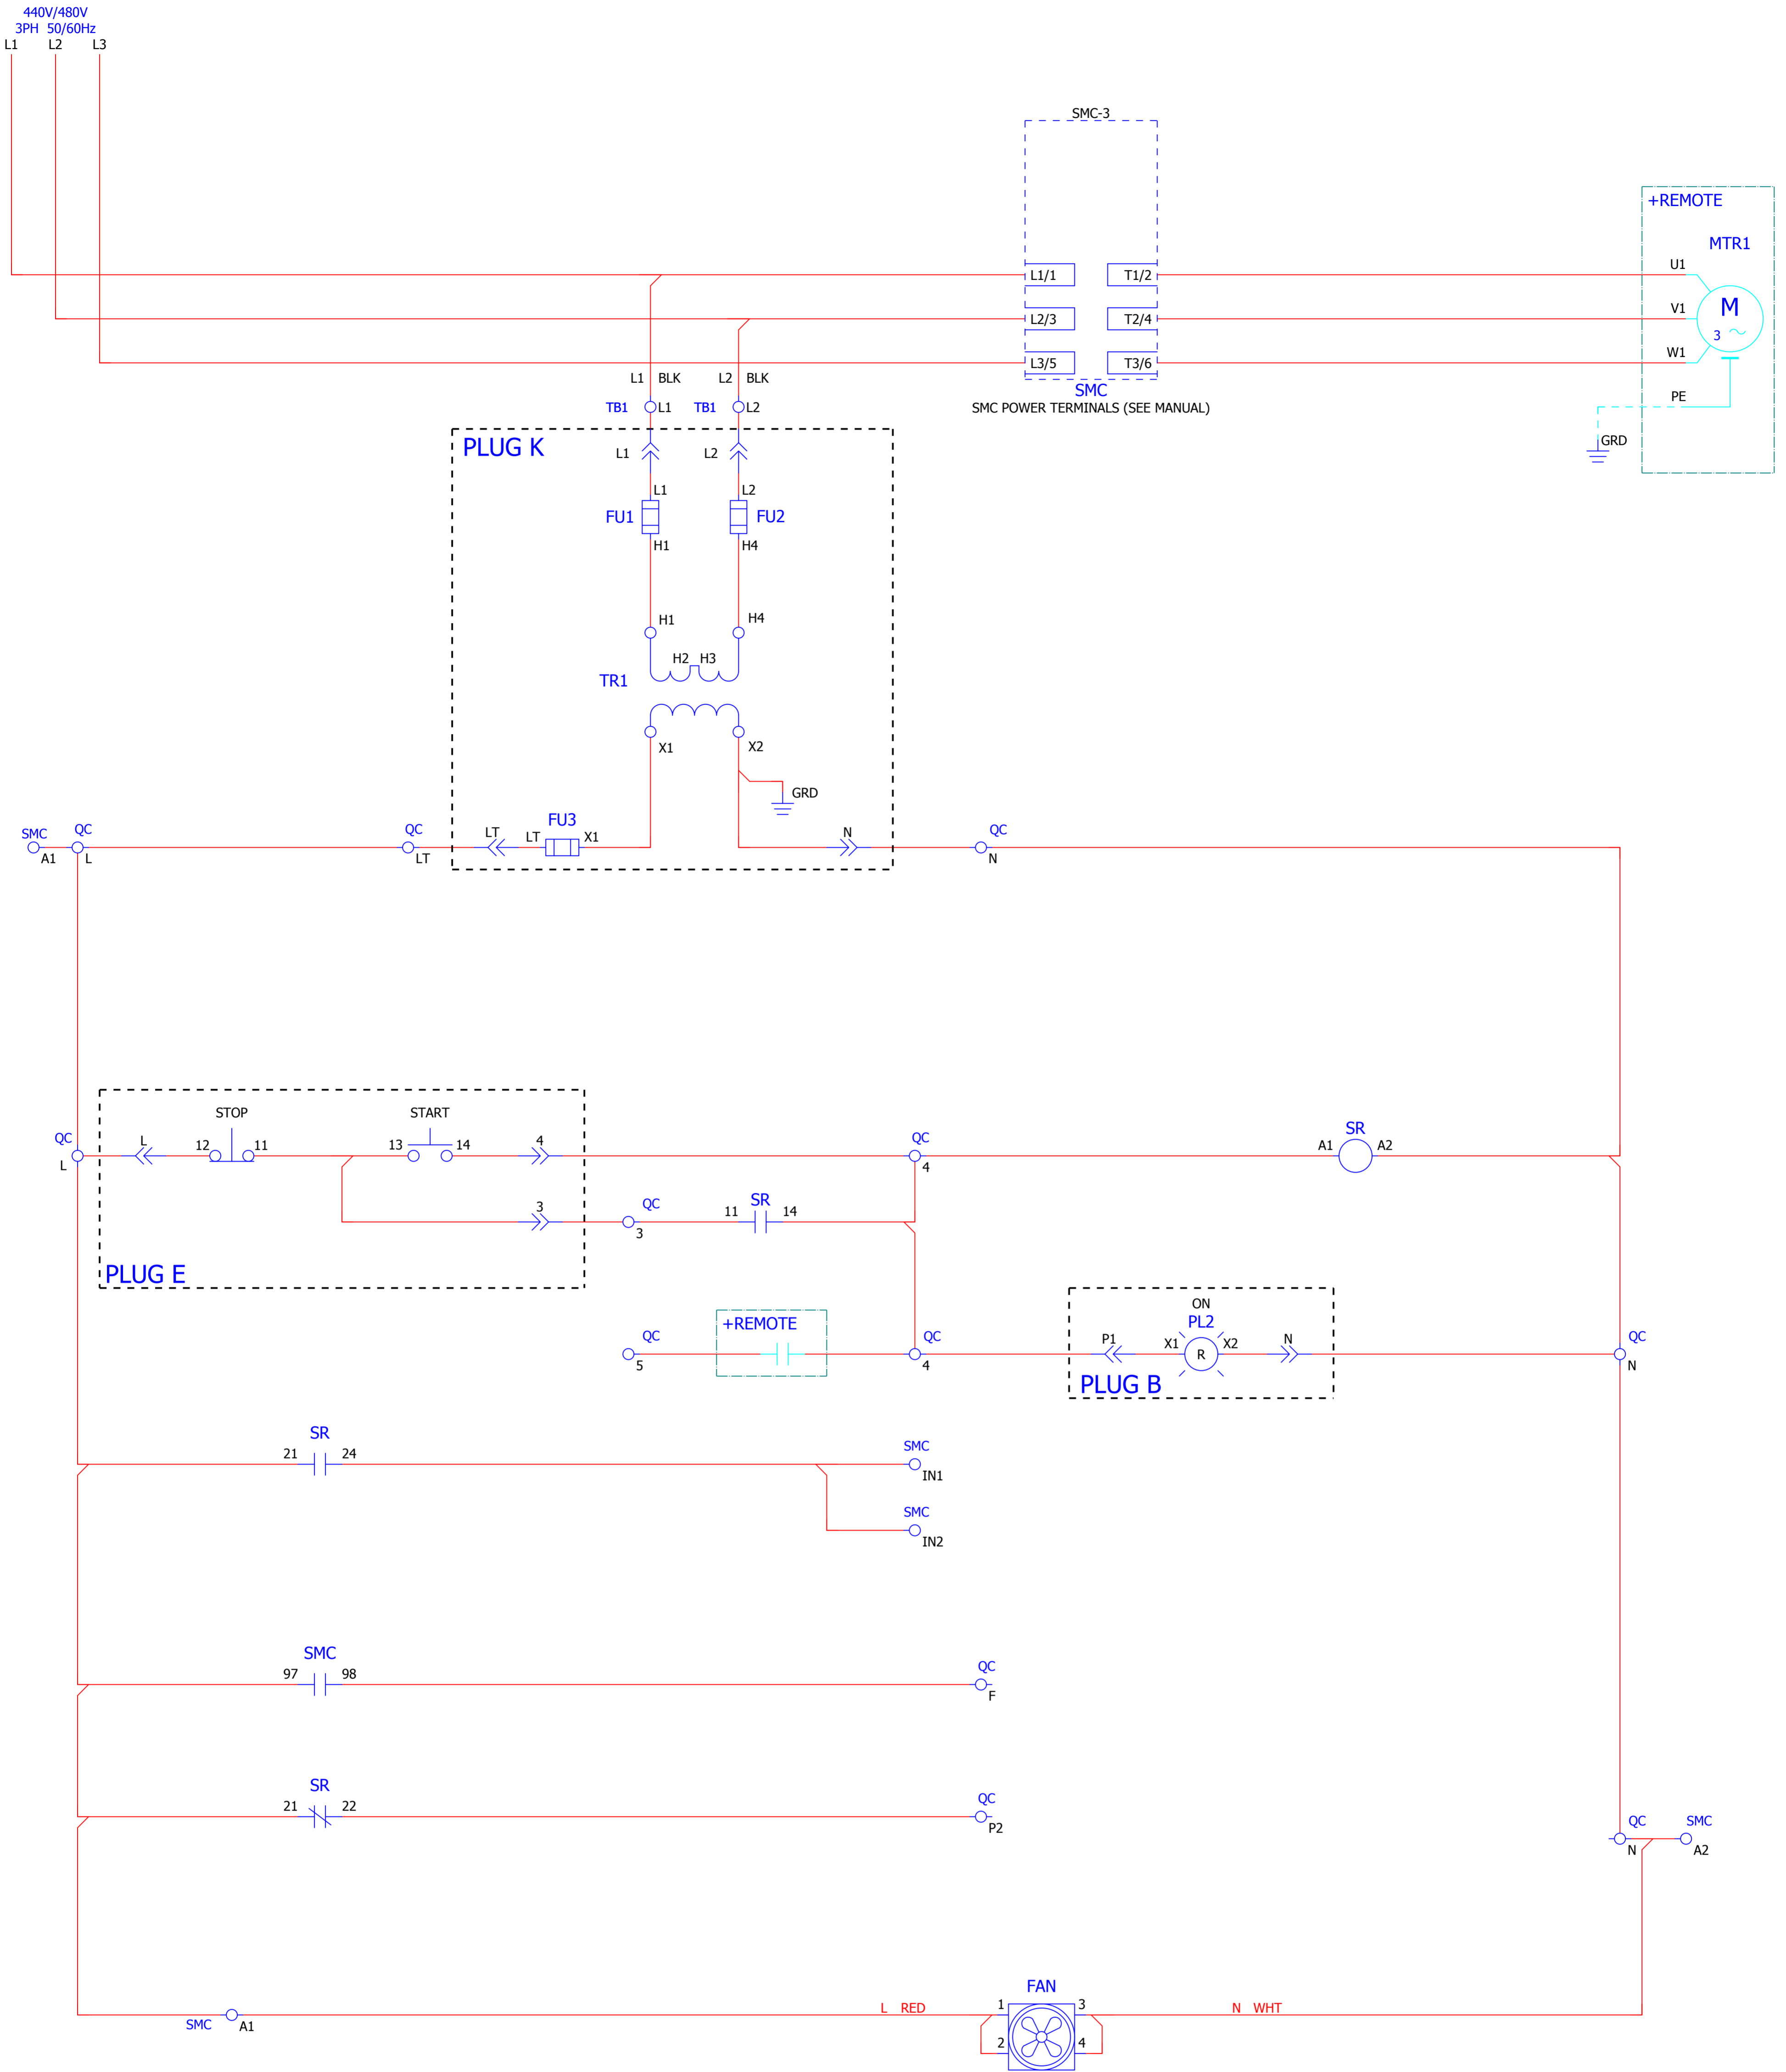 440V/480V
3PH 50/60Hz
L1 L2 L3
SMC-3
+REMOTE
MTR1
U1
L1/1 T1/2
M
V1
3
L2/3 T2/4
W1
L3/5 T3/6
L1 BLK L2 BLK
SMC
PE
TB1 L1 TB1 L2
SMC POWER TERMINALS (SEE MANUAL)
GRD
PLUG K
L1 L2
L1 L2
FU1 FU2
H1 H4
H1 H4
H2 H3
TR1
X1 X2
GRD
FU3
SMC QC QC LT LT X1 N QC
A1 L LT N
STOP START
QC L 12 11 13 14 4 QC SR
A1 A2
L 4
3 QC 11 SR 14
3
PLUG E
ON
+REMOTE PL2
QC QC P1 X1 X2 N QC
R
5 4 N
PLUG B
SR
21 24 SMC
IN1
SMC
IN2
SMC
97 98 QC
F
SR
21 22 QC
P2
QC SMC
N A2
FAN
L RED 1 3 N WHT
SMC A1
2 4